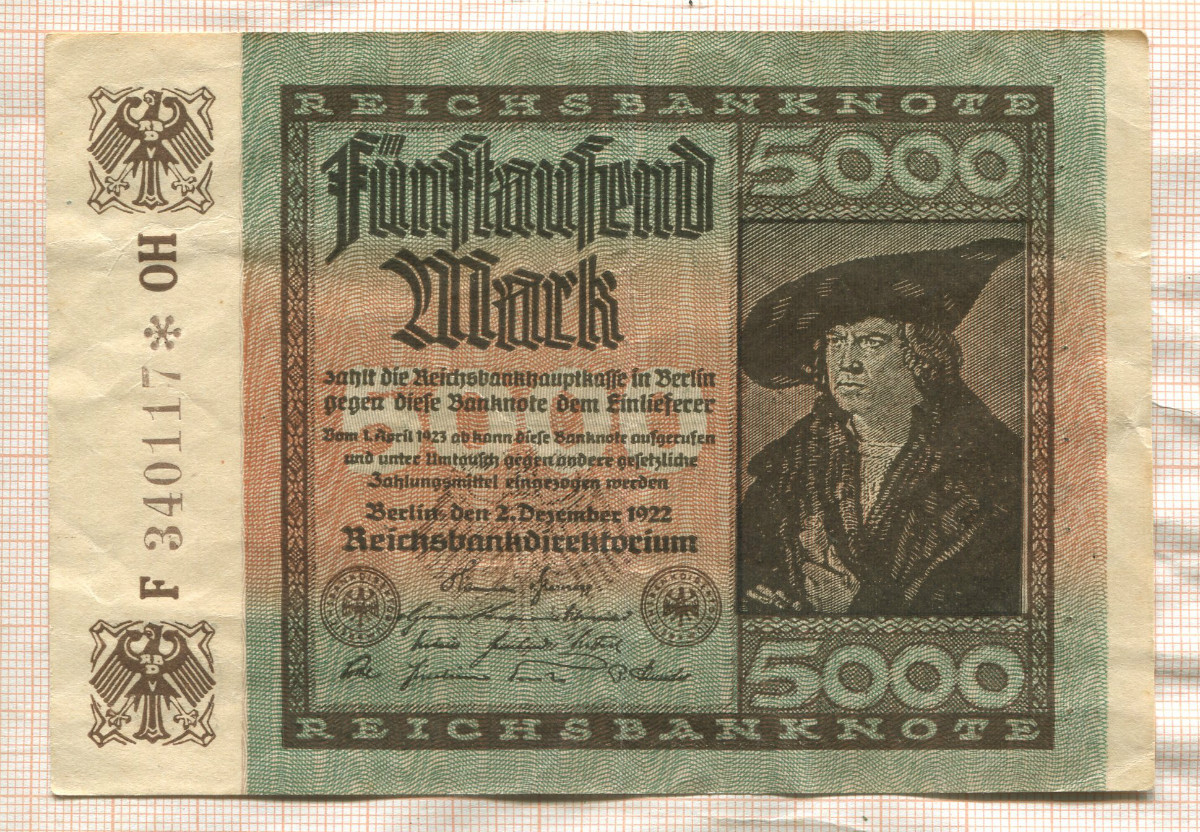 REICHSBANKNOTE
F 340117 * OH
5000
Fünftausend
Mark
5000
zahlt die Reichsbankhauptkasse in Berlin
gegen diese Banknote dem Einlieferer
Vom 1. April 1923 ab kann diese Banknote aufgerufen
und unter Umtausch gegen andere gesetzliche
Zahlungsmittel eingezogen werden
Berlin, den 2. Dezember 1922
Reichsbankdirektorium
5000
REICHSBANKNOTE